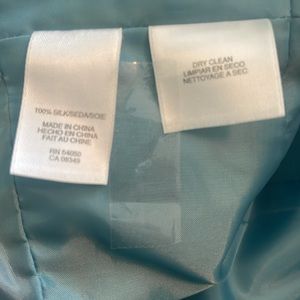 100% SILK/SEDA/SOIE
MADE IN CHINA
HECHO EN CHINA
FAIT AU CHINE
RN 64050
CA 08349
DRY CLEAN
LIMPIAR EN SECO
NETTOYAGE A SEC